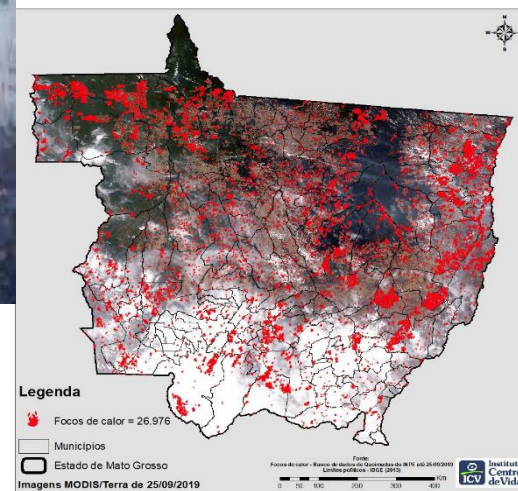 Legenda
Focos de calor = 26.976
Municípios
Estado de Mato Grosso
Imagens MODIS/Terra de 25/09/2019
Fonte:
Focos de calor - Banco de dados de Queimadas do INPE até 25/09/2019
Limites políticos - IBGE (2013)
0 50 100 200 300 400
Km
ICV
Instituto
Centro
de Vida